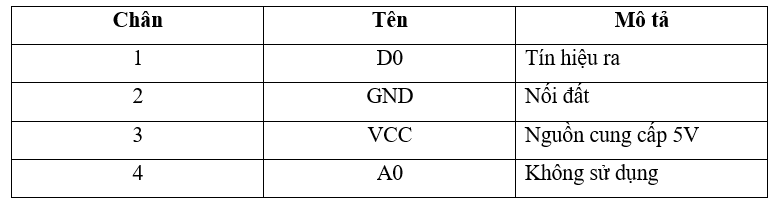 Chân Tên Mô tả
1 D0 Tín hiệu ra
2 GND Nối đất
3 VCC Nguồn cung cấp 5V
4 A0 Không sử dụng